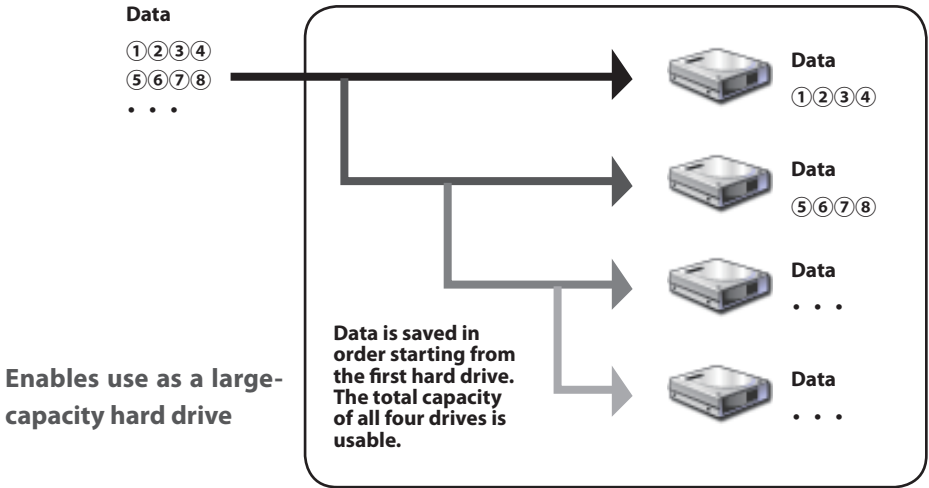 Data
①②③④
⑤⑥⑦⑧
• • •
Data
①②③④
Data
⑤⑥⑦⑧
Data
• • •
Data
• • •
Data is saved in
order starting from
the first hard drive.
The total capacity
of all four drives is
usable.
Enables use as a large-
capacity hard drive